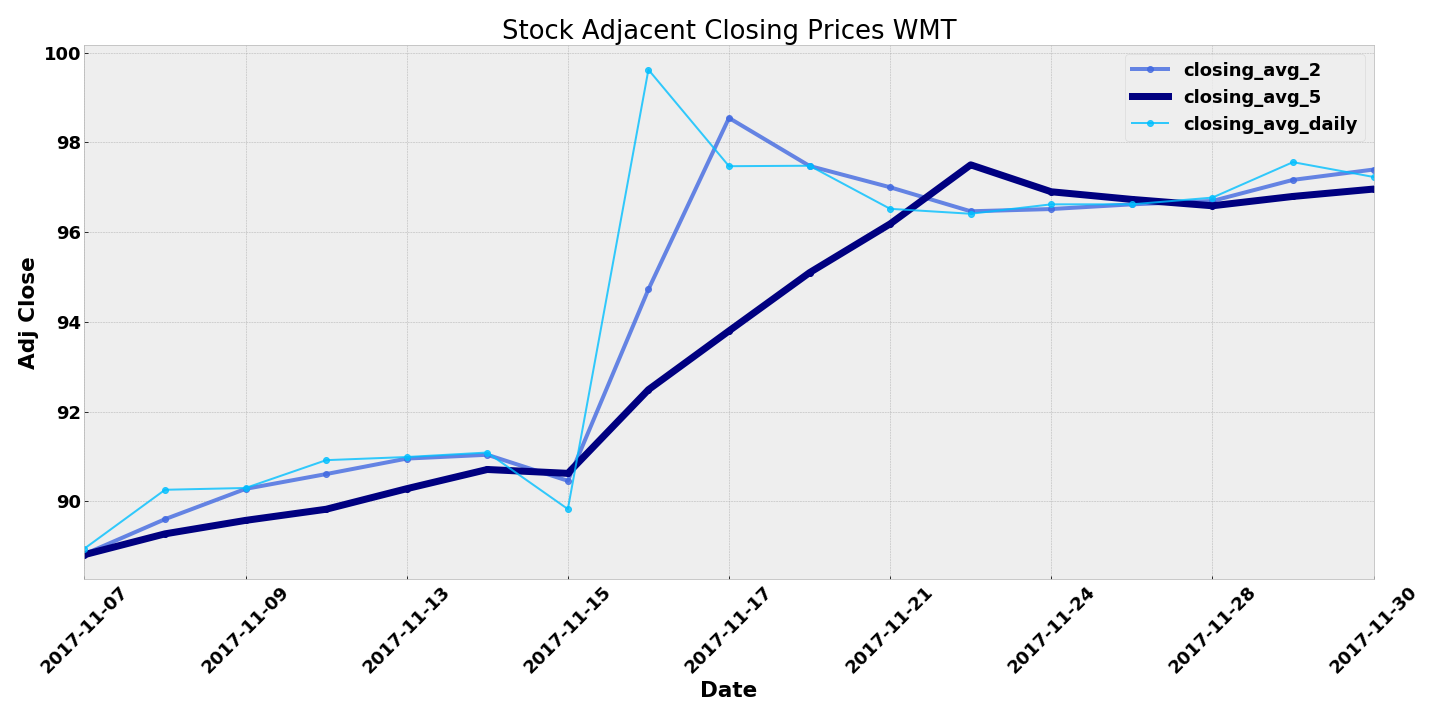 Stock Adjacent Closing Prices WMT
closing_avg_2
closing_avg_5
closing_avg_daily
Adj Close
100
98
96
94
92
90
2017-11-07
2017-11-09
2017-11-13
2017-11-15
2017-11-17
2017-11-21
2017-11-24
2017-11-28
2017-11-30
Date